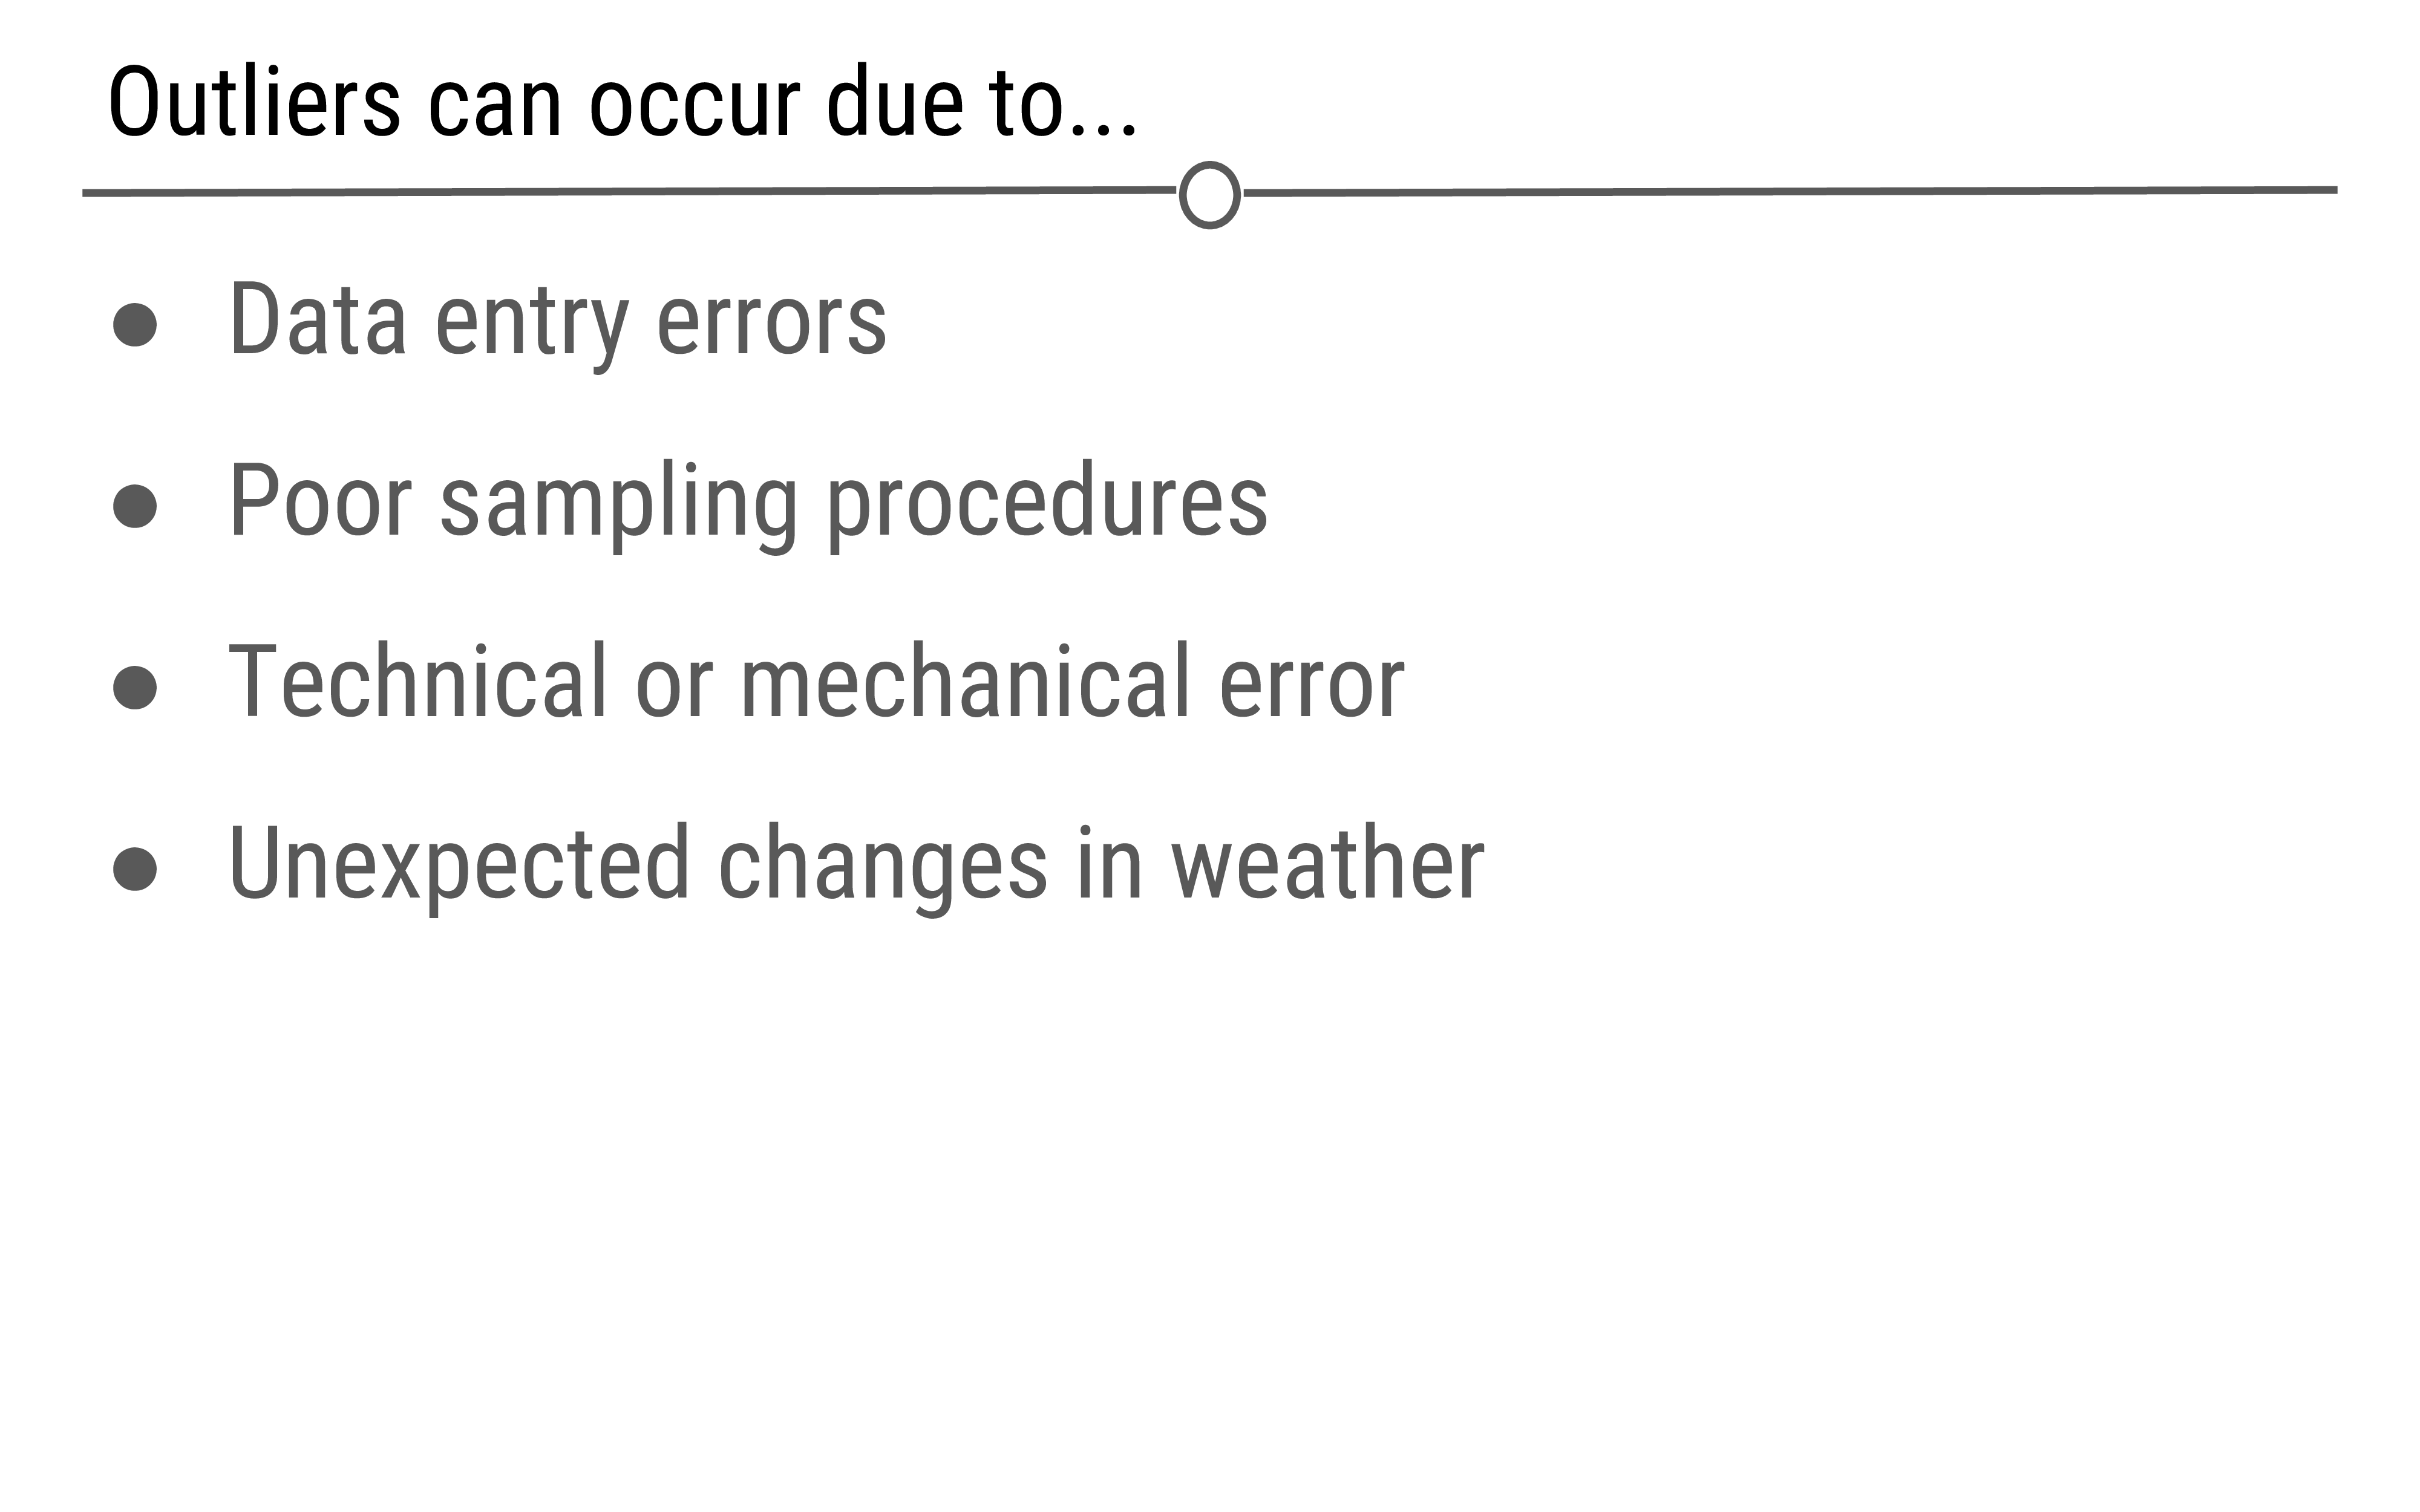 Outliers can occur due to...
● Data entry errors
● Poor sampling procedures
● Technical or mechanical error
● Unexpected changes in weather